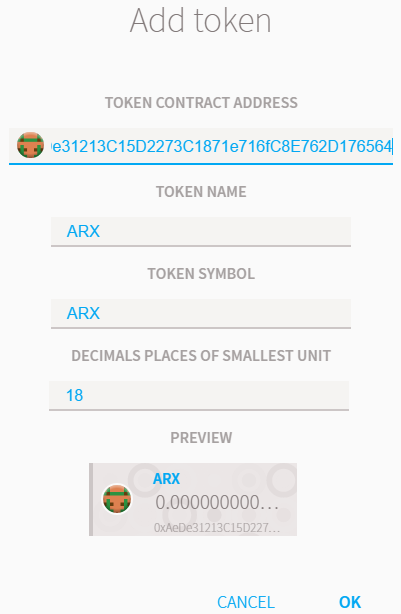 Add token
TOKEN CONTRACT ADDRESS
e31213C15D2273C1871e716fC8E762D176564
TOKEN NAME
ARX
TOKEN SYMBOL
ARX
DECIMALS PLACES OF SMALLEST UNIT
18
PREVIEW
ARX
0.000000000...
0xAeDe31213C15D227...
CANCEL OK